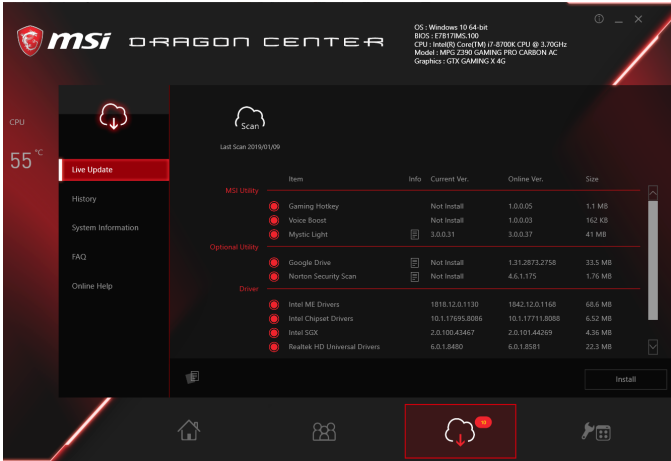 msi DRAGON CENTER
OS : Windows 10 64-bit
BIOS : E7B17IMS.100
CPU : Intel(R) Core(TM) i7-8700K CPU @ 3.70GHz
Model : MPG Z390 GAMING PRO CARBON AC
Graphics : GTX GAMING X 4G
CPU
55 °C
Live Update
History
System Information
FAQ
Online Help
Scan
Last Scan 2019/01/09
Item Info Current Ver. Online Ver. Size
MSI Utility
Gaming Hotkey Not Install 1.0.0.05 1.1 MB
Voice Boost Not Install 1.0.0.03 162 KB
Mystic Light 3.0.0.31 3.0.0.37 41 MB
Optional Utility
Google Drive Not Install 1.31.2873.2758 33.5 MB
Norton Security Scan Not Install 4.6.1.175 1.76 MB
Driver
Intel ME Drivers 1818.12.0.1130 1842.12.0.1168 68.6 MB
Intel Chipset Drivers 10.1.17695.8086 10.1.17711.8088 6.52 MB
Intel SGX 2.0.100.43467 2.0.101.44269 4.36 MB
Realtek HD Universal Drivers 6.0.1.8480 6.0.1.8581 22.3 MB
Install